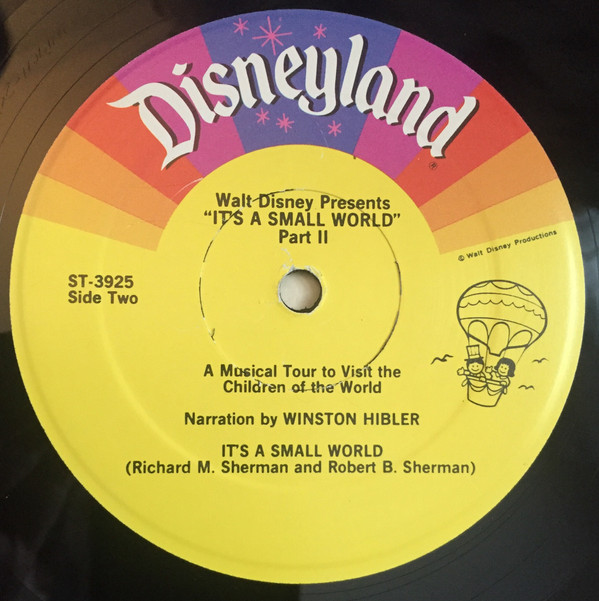 Disneyland
Walt Disney Presents
"IT'S A SMALL WORLD"
Part II
© Walt Disney Productions
ST-3925
Side Two
A Musical Tour to Visit the
Children of the World
Narration by WINSTON HIBLER
IT'S A SMALL WORLD
(Richard M. Sherman and Robert B. Sherman)